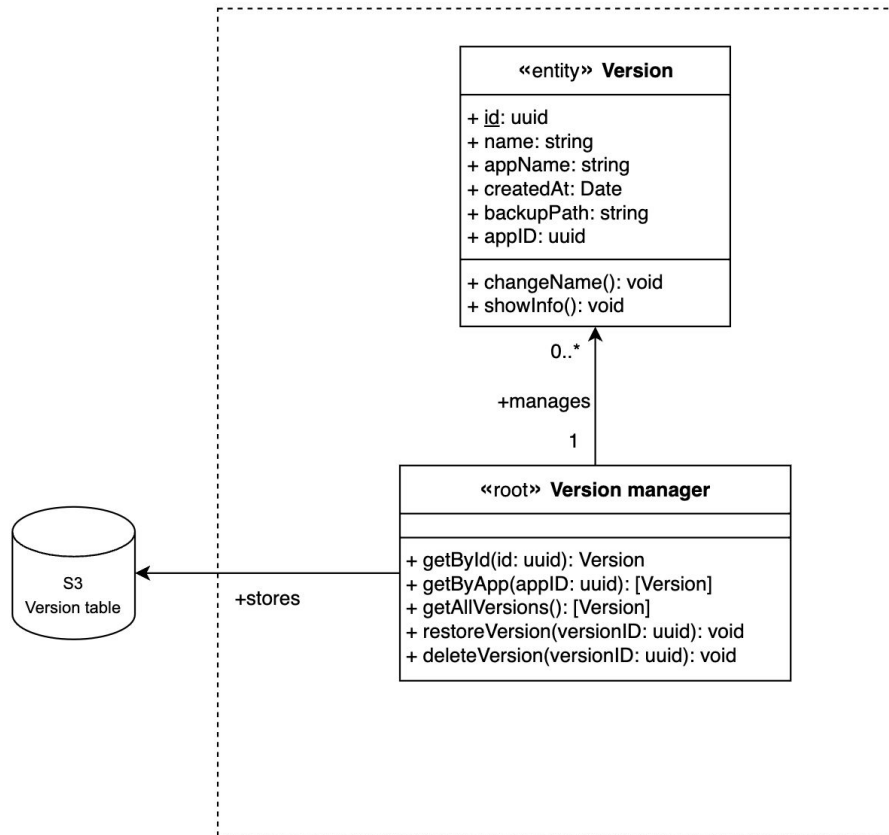 «entity» Version
+ id: uuid
+ name: string
+ appName: string
+ createdAt: Date
+ backupPath: string
+ appID: uuid
+ changeName(): void
+ showInfo(): void
0..*
+manages
1
«root» Version manager
+ getById(id: uuid): Version
+ getByApp(appID: uuid): [Version]
+ getAllVersions(): [Version]
+ restoreVersion(versionID: uuid): void
+ deleteVersion(versionID: uuid): void
+stores
S3
Version table